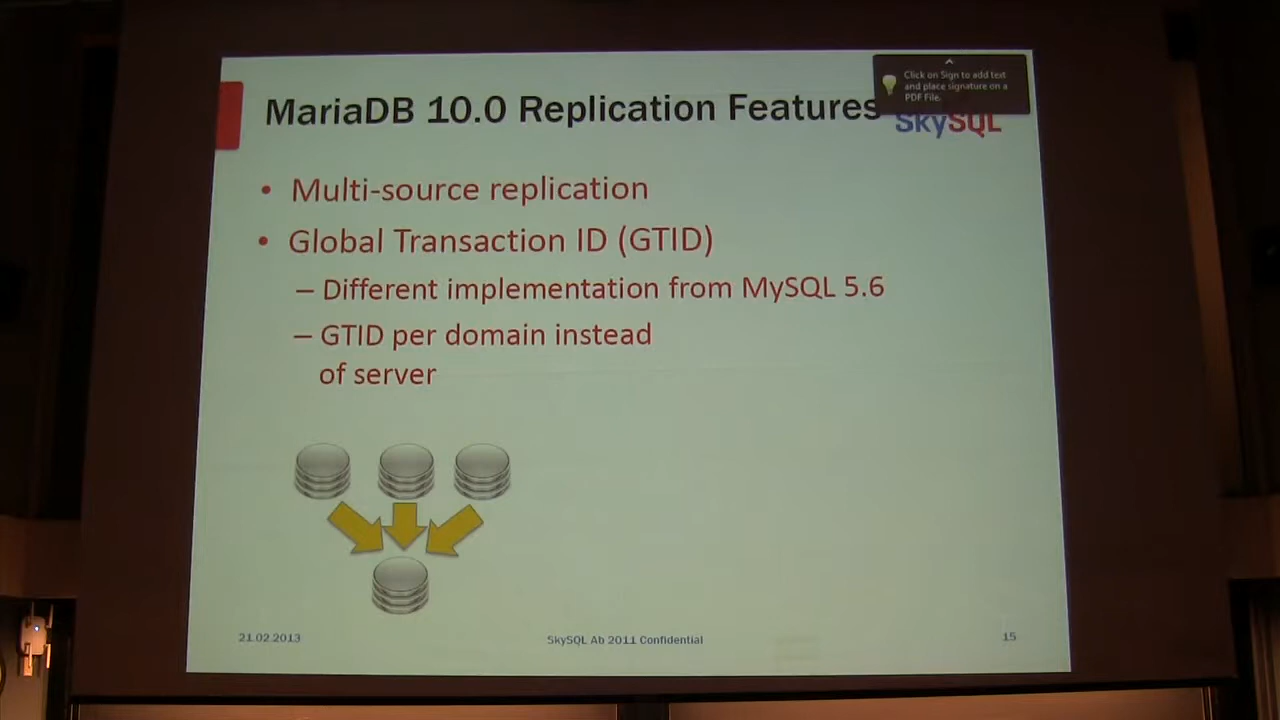 Click on Sign to add text
and place signature on a
PDF File.
MariaDB 10.0 Replication Features
SkySQL
• Multi-source replication
• Global Transaction ID (GTID)
– Different implementation from MySQL 5.6
– GTID per domain instead
of server
21.02.2013
SkySQL Ab 2011 Confidential
15